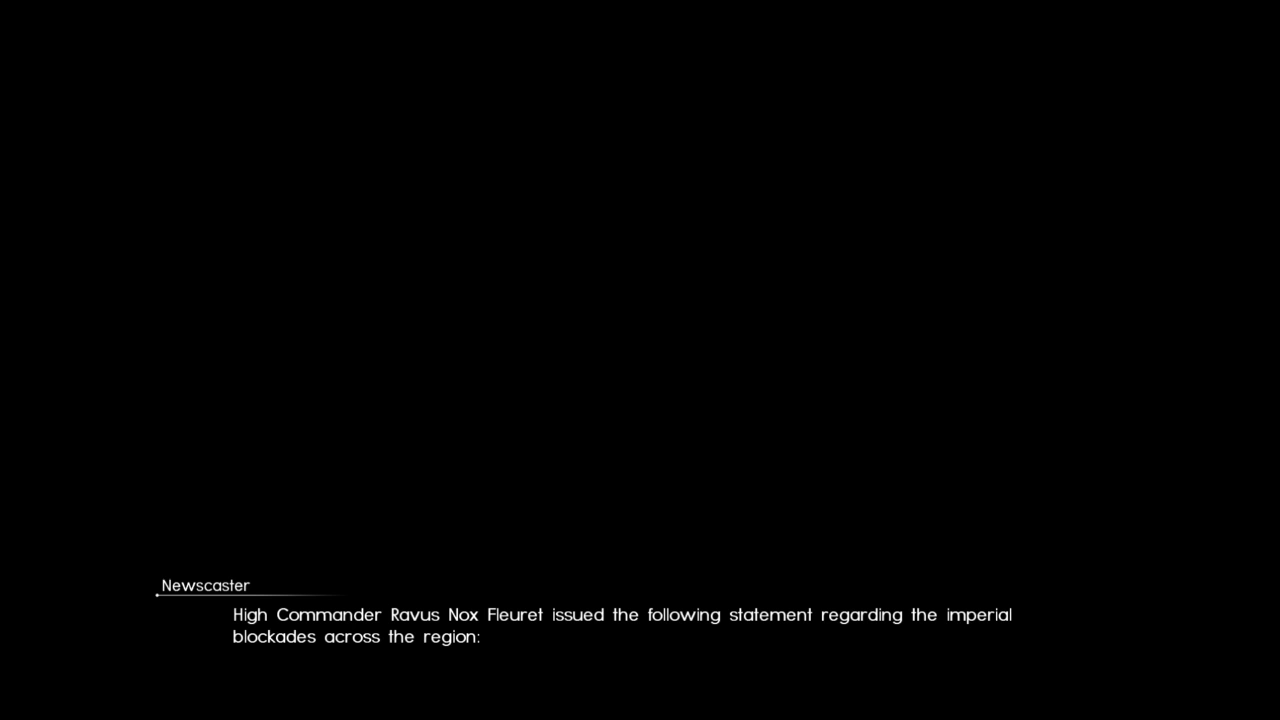 Newscaster
High Commander Ravus Nox Fleuret issued the following statement regarding the imperial
blockades across the region: